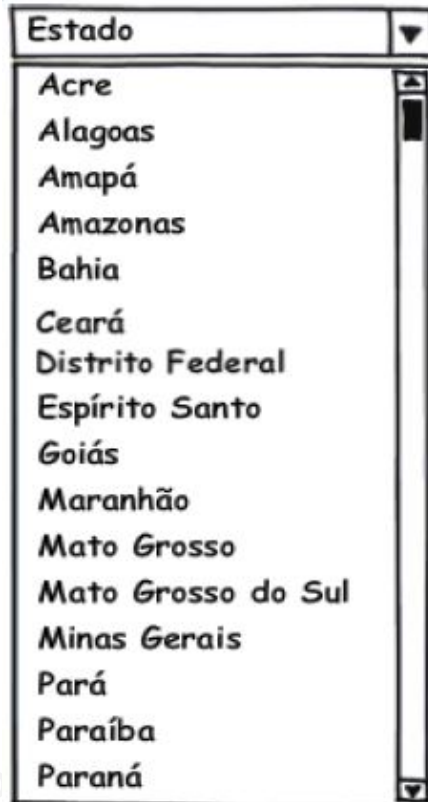 Estado
Acre
Alagoas
Amapá
Amazonas
Bahia
Ceará
Distrito Federal
Espírito Santo
Goiás
Maranhão
Mato Grosso
Mato Grosso do Sul
Minas Gerais
Pará
Paraíba
Paraná